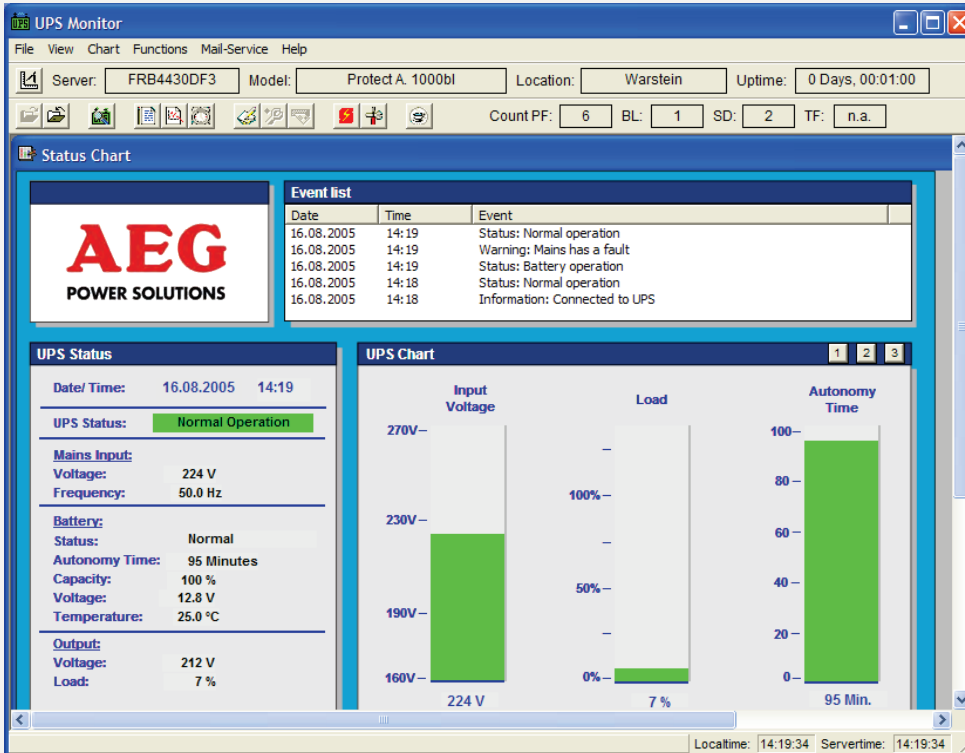 UPS Monitor
File View Chart Functions Mail-Service Help
Server: FRB4430DF3 Model: Protect A. 1000bl Location: Warstein Uptime: 0 Days, 00:01:00
Count PF: 6 BL: 1 SD: 2 TF: n.a.
Status Chart
AEG
POWER SOLUTIONS
Event list
Date Time Event
16.08.2005 14:19 Status: Normal operation
16.08.2005 14:19 Warning: Mains has a fault
16.08.2005 14:19 Status: Battery operation
16.08.2005 14:18 Status: Normal operation
16.08.2005 14:18 Information: Connected to UPS
UPS Status
Date/ Time: 16.08.2005 14:19
UPS Status: Normal Operation
Mains Input:
Voltage: 224 V
Frequency: 50.0 Hz
Battery:
Status: Normal
Autonomy Time: 95 Minutes
Capacity: 100 %
Voltage: 12.8 V
Temperature: 25.0 °C
Output:
Voltage: 212 V
Load: 7 %
UPS Chart 1 2 3
Input Voltage
270V
230V
190V
160V
224 V
Load
100%
50%
0%
7 %
Autonomy Time
100
80
60
40
20
0
95 Min.
Localtime: 14:19:34 Servertime: 14:19:34